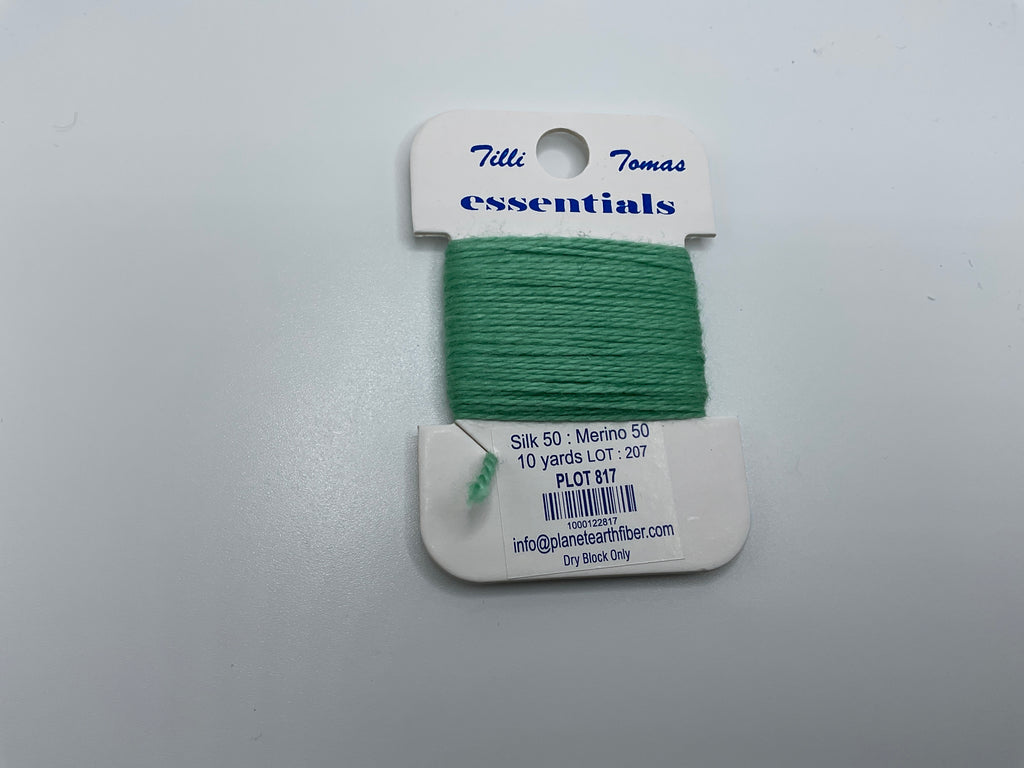 Tilli Tomas
essentials
Silk 50 : Merino 50
10 yards LOT : 207
PLOT 817
1000122817
info@planetearthfiber.com
Dry Block Only